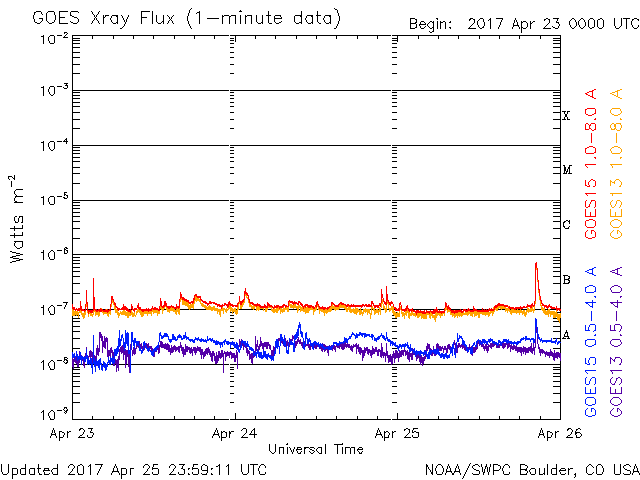 GOES Xray Flux (1-minute data)
Begin: 2017 Apr 23 0000 UTC
10⁻²
10⁻³
10⁻⁴
10⁻⁵
10⁻⁶
10⁻⁷
10⁻⁸
10⁻⁹
Watts m⁻²
X
M
C
B
A
GOES15 1.0-8.0 A
GOES13 1.0-8.0 A
GOES15 0.5-4.0 A
GOES13 0.5-4.0 A
Apr 23
Apr 24
Apr 25
Apr 26
Universal Time
Updated 2017 Apr 25 23:59:11 UTC
NOAA/SWPC Boulder, CO USA